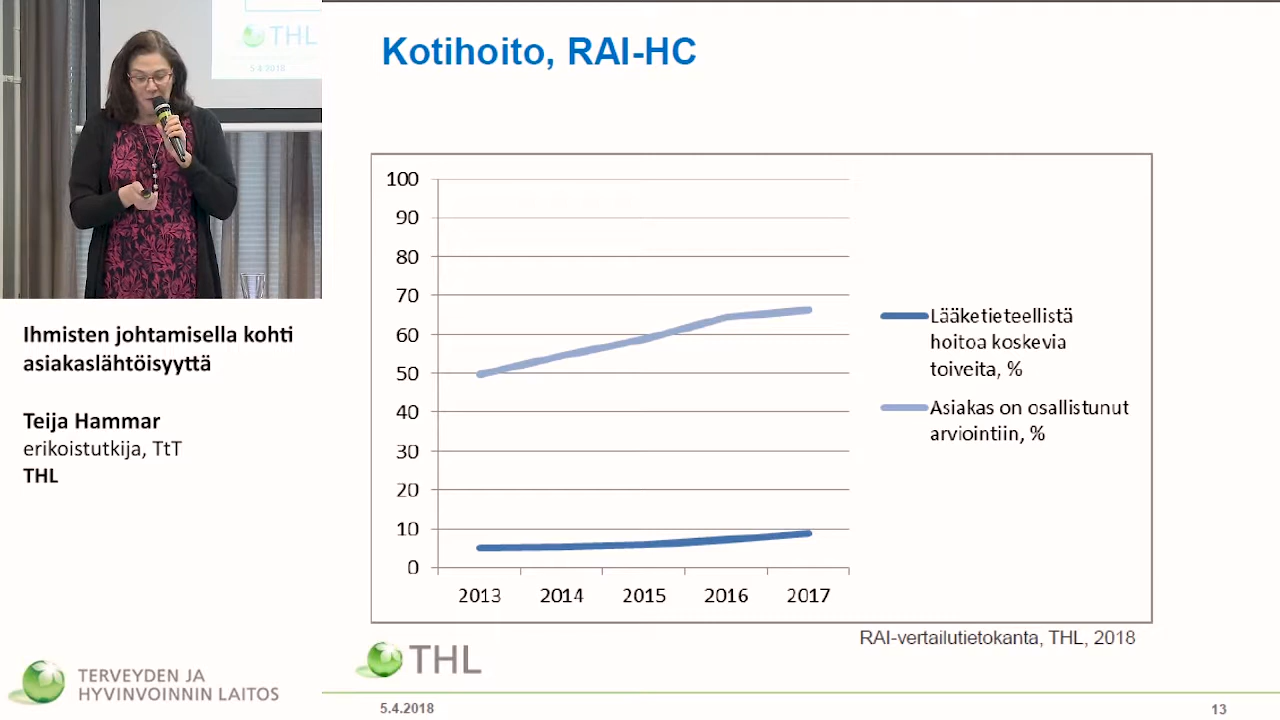 THL
5.4.2018
Ihmisten johtamisella kohti
asiakaslähtöisyyttä
Teija Hammar
erikoistutkija, TtT
THL
TERVEYDEN JA
HYVINVOINNIN LAITOS
Kotihoito, RAI-HC
100
90
80
70
60
50
40
30
20
10
0
2013 2014 2015 2016 2017
Lääketieteellistä
hoitoa koskevia
toiveita, %
Asiakas on osallistunut
arviointiin, %
RAI-vertailutietokanta, THL, 2018
THL
5.4.2018
13